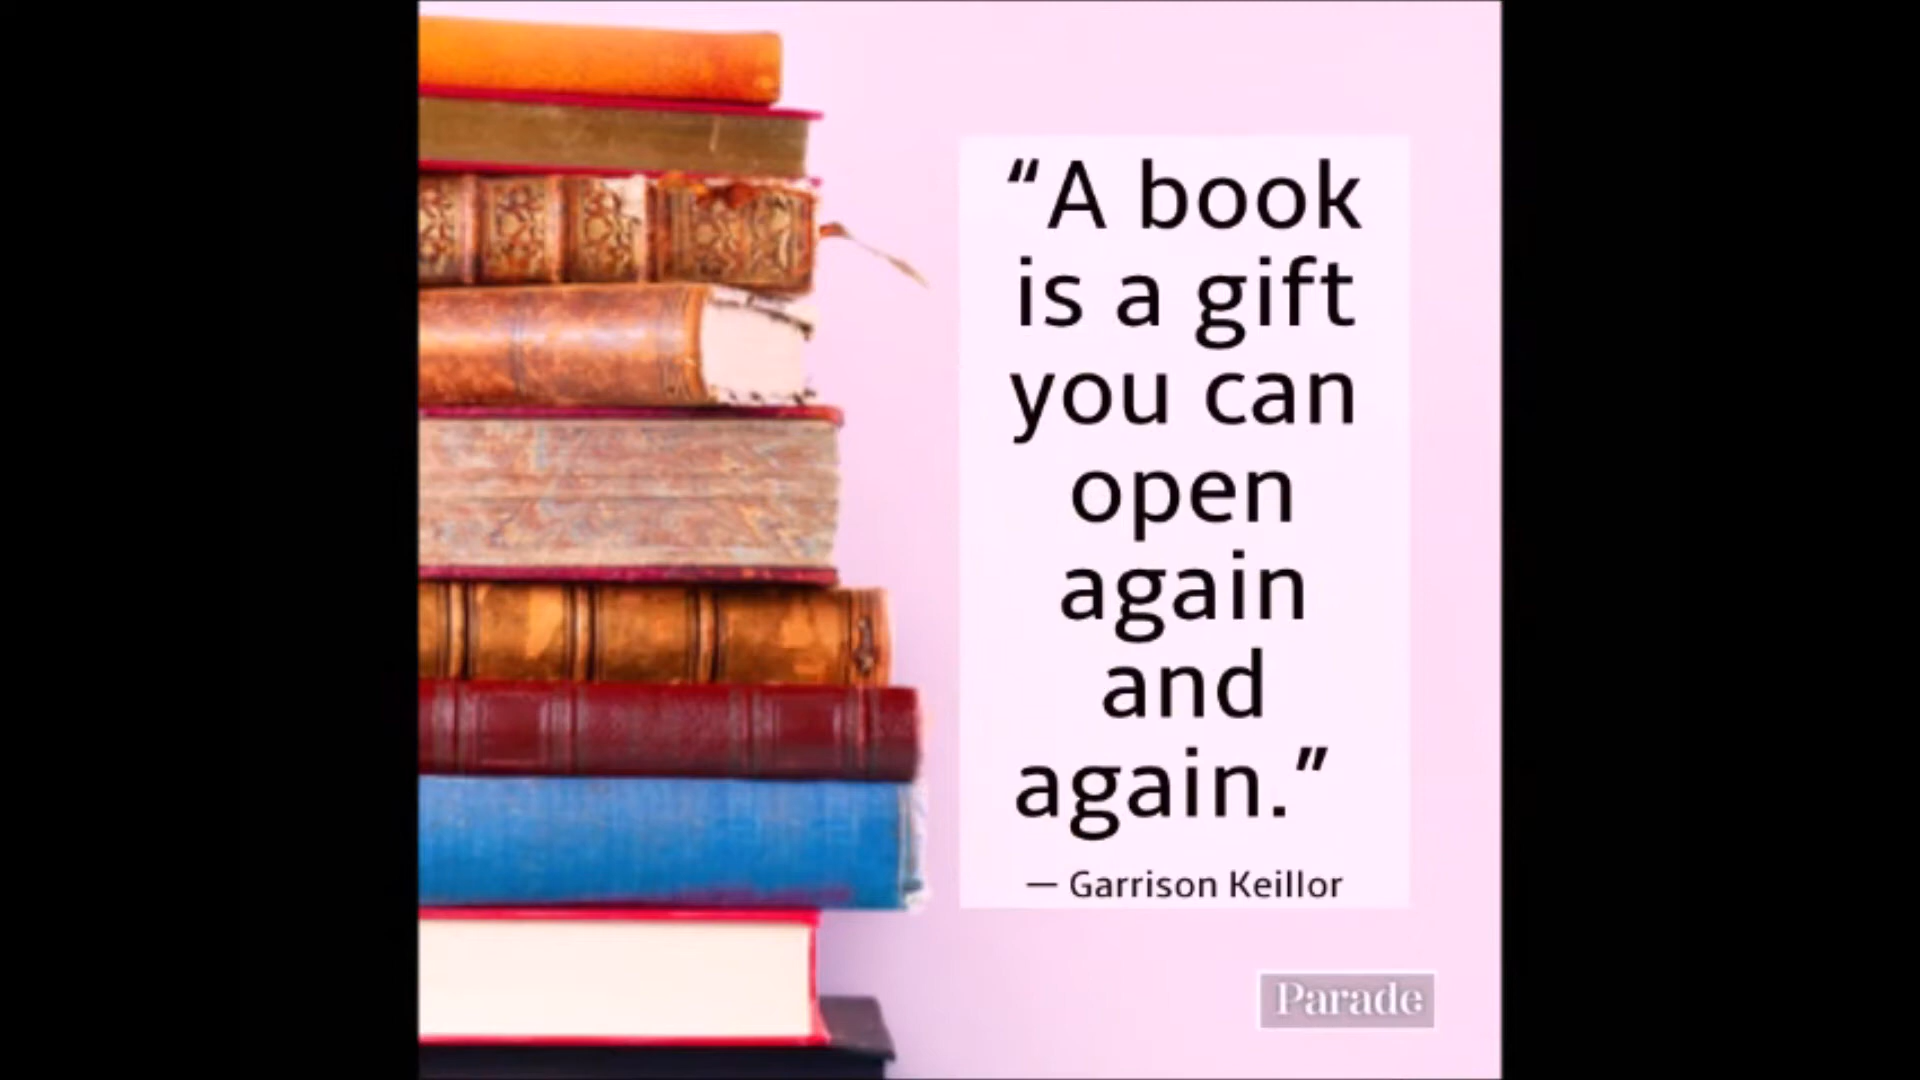 “A book
is a gift
you can
open
again
and
again.”
— Garrison Keillor
Parade